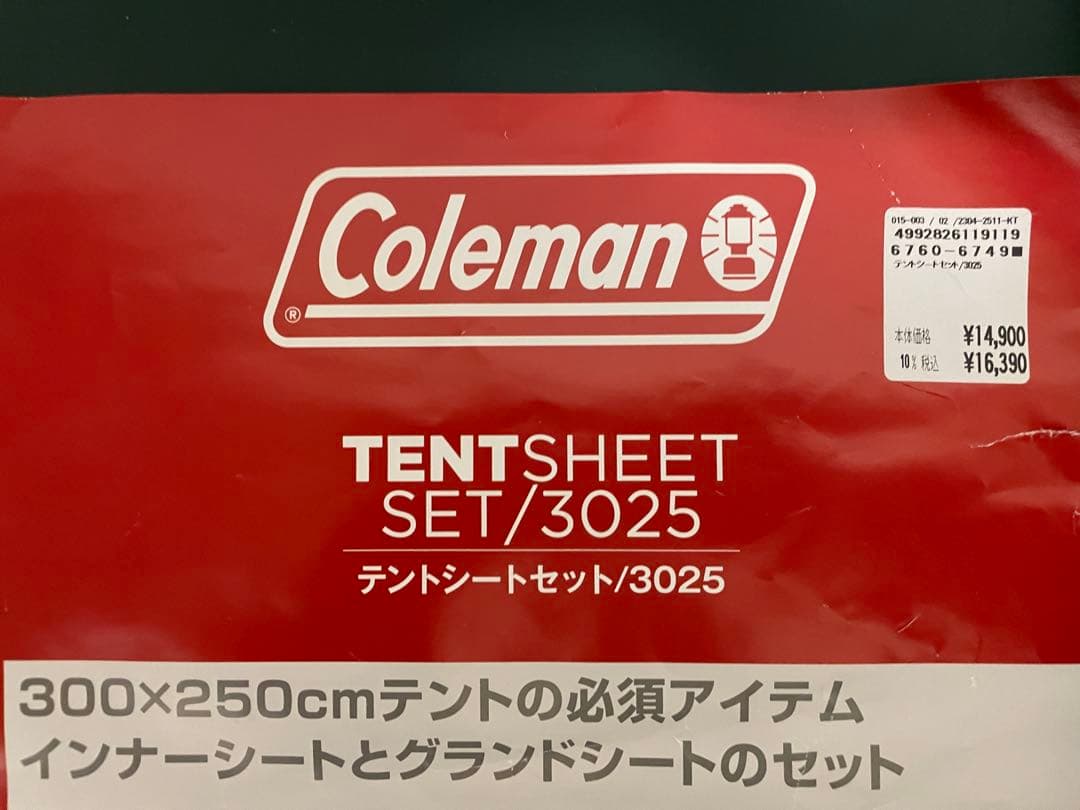 Coleman
®
015-003 / 02 /2304-2511-KT
4992826119119
6760-6749■
テントシートセット/3025
本体価格 ¥14,900
10% 税込 ¥16,390
TENTSHEET
SET/3025
テントシートセット/3025
300×250cmテントの必須アイテム
インナーシートとグランドシートのセット